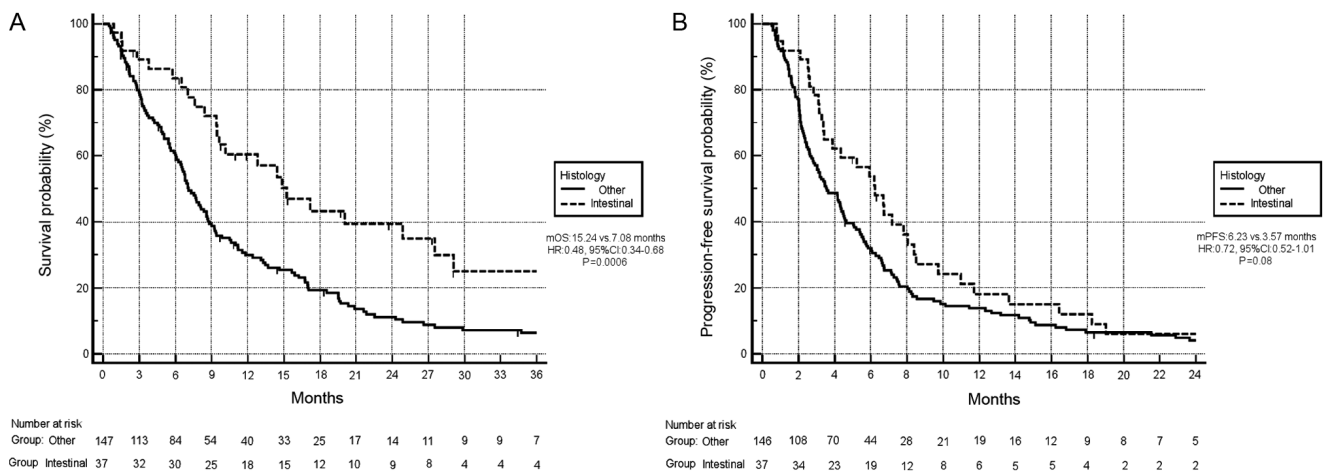 A
Survival probability (%)
100
80
60
40
20
0
0 3 6 9 12 15 18 21 24 27 30 33 36
Months
Histology
Other
Intestinal
mOS:15.24 vs.7.08 months
HR:0.48, 95%CI:0.34-0.68
P=0.0006
Number at risk
Group: Other 147 113 84 54 40 33 25 17 14 11 9 9 7
Group Intestinal 37 32 30 25 18 15 12 10 9 8 4 4 4
B
Progression-free survival probability (%)
100
80
60
40
20
0
0 2 4 6 8 10 12 14 16 18 20 22 24
Months
Histology
Other
Intestinal
mPFS:6.23 vs.3.57 months
HR:0.72, 95%CI:0.52-1.01
P=0.08
Number at risk
Group: Other 146 108 70 44 28 21 19 16 12 9 8 7 5
Group Intestinal 37 34 23 19 12 8 6 5 5 4 2 2 2